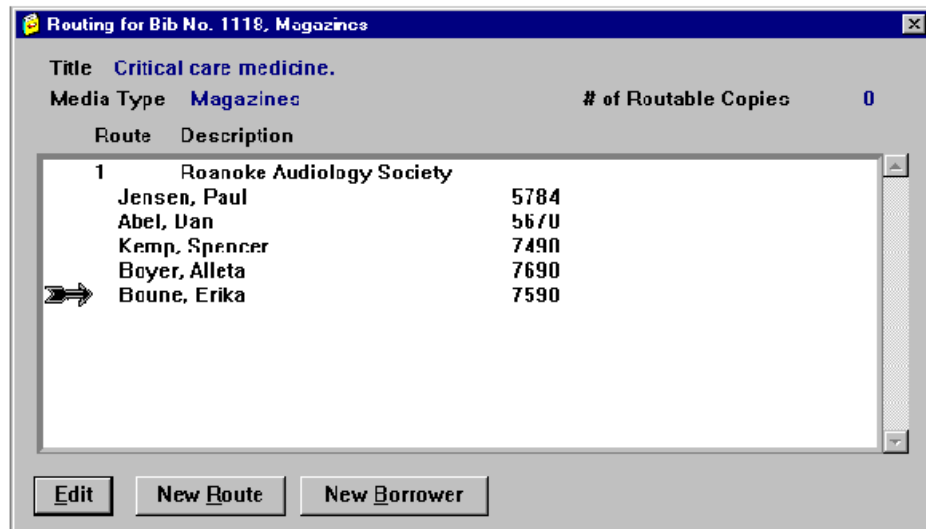 Routing for Bib No. 1118, Magazines
Title Critical care medicine.
Media Type Magazines # of Routable Copies 0
Route Description
1 Roanoke Audiology Society
Jensen, Paul 5784
Abel, Dan 5670
Kemp, Spencer 7490
Boyer, Alleta 7690
Boune, Erika 7590
Edit New Route New Borrower